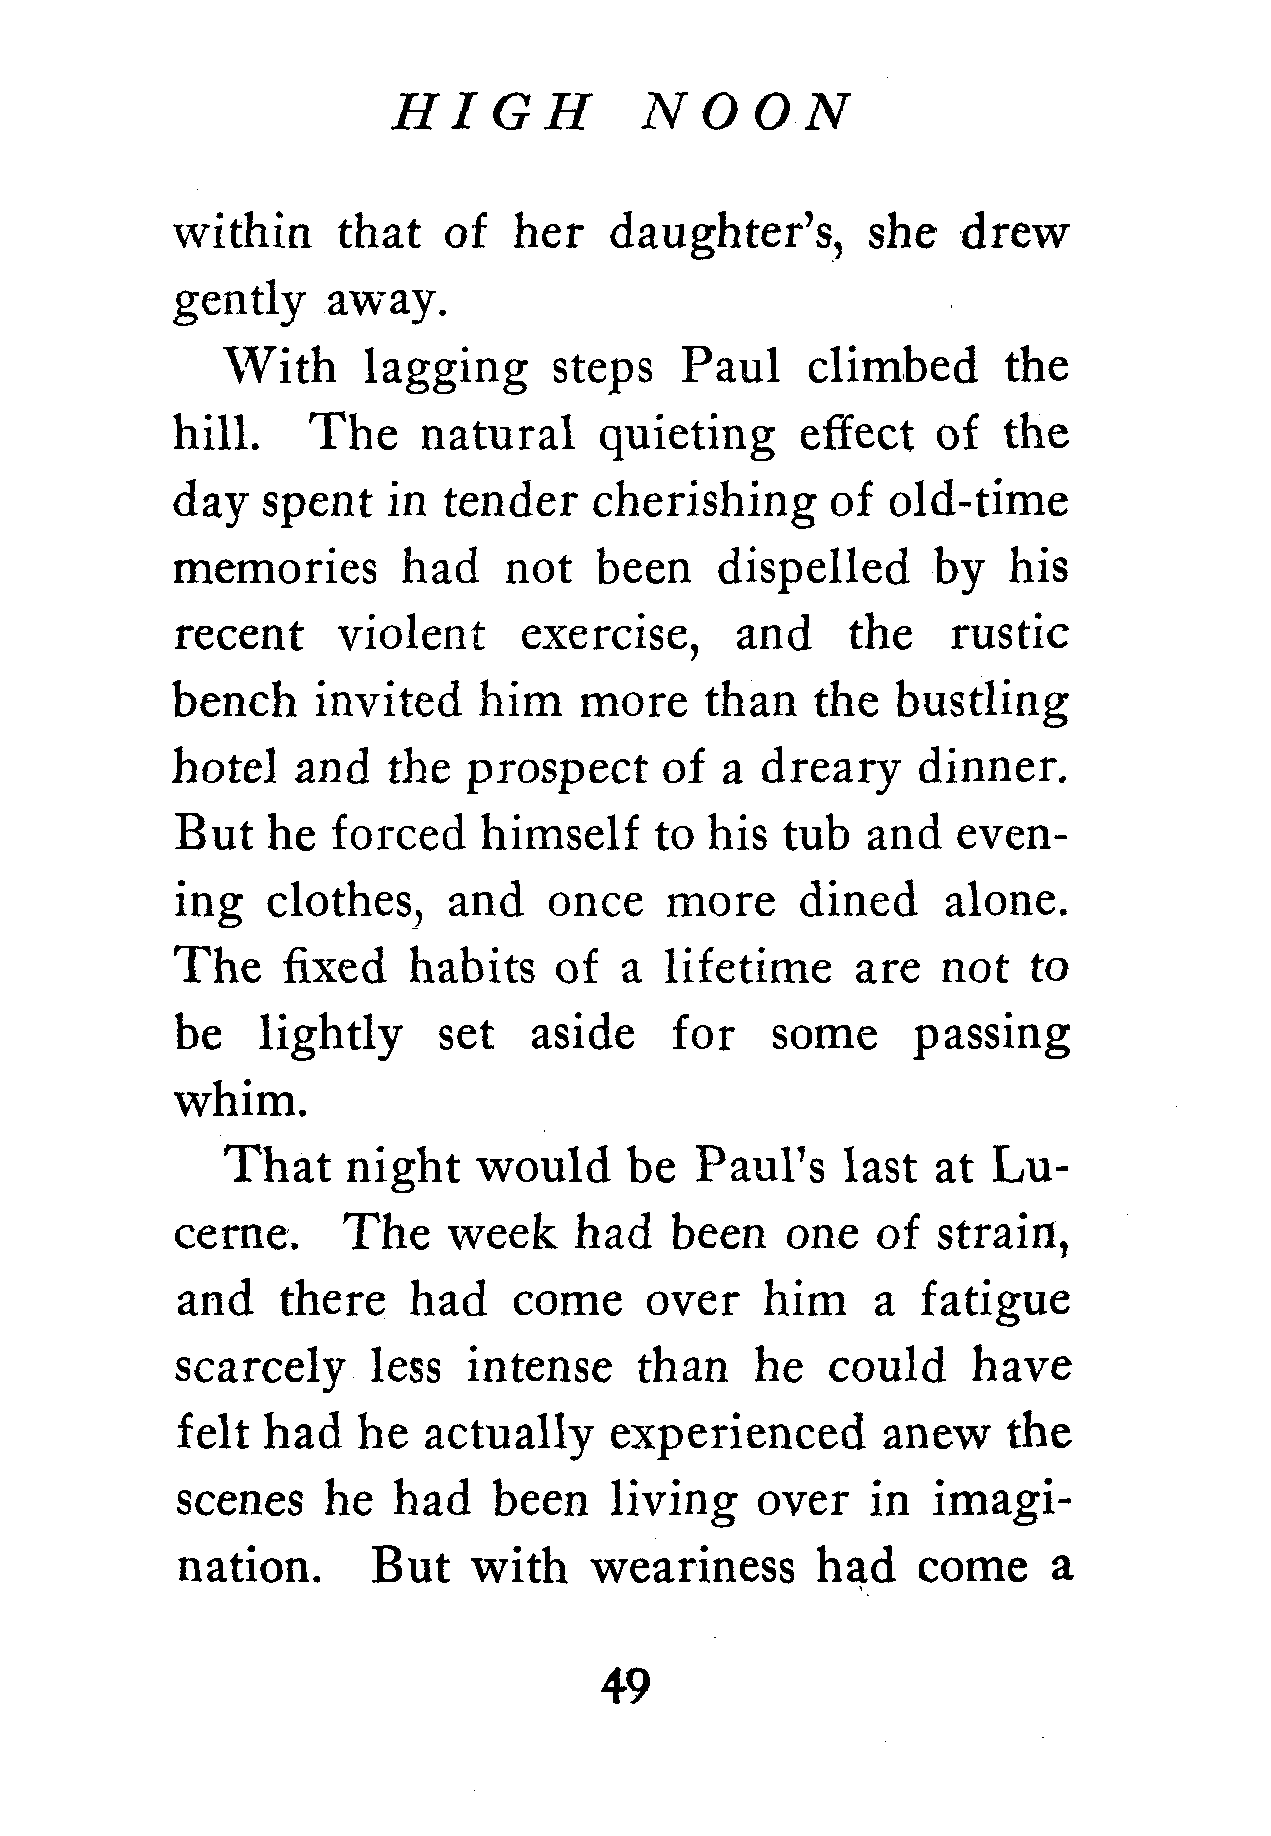 HIGH NOON
within that of her daughter's, she drew
gently away.
With lagging steps Paul climbed the
hill. The natural quieting effect of the
day spent in tender cherishing of old-time
memories had not been dispelled by his
recent violent exercise, and the rustic
bench invited him more than the bustling
hotel and the prospect of a dreary dinner.
But he forced himself to his tub and even-
ing clothes, and once more dined alone.
The fixed habits of a lifetime are not to
be lightly set aside for some passing
whim.
That night would be Paul's last at Lu-
cerne. The week had been one of strain,
and there had come over him a fatigue
scarcely less intense than he could have
felt had he actually experienced anew the
scenes he had been living over in imagi-
nation. But with weariness had come a
49